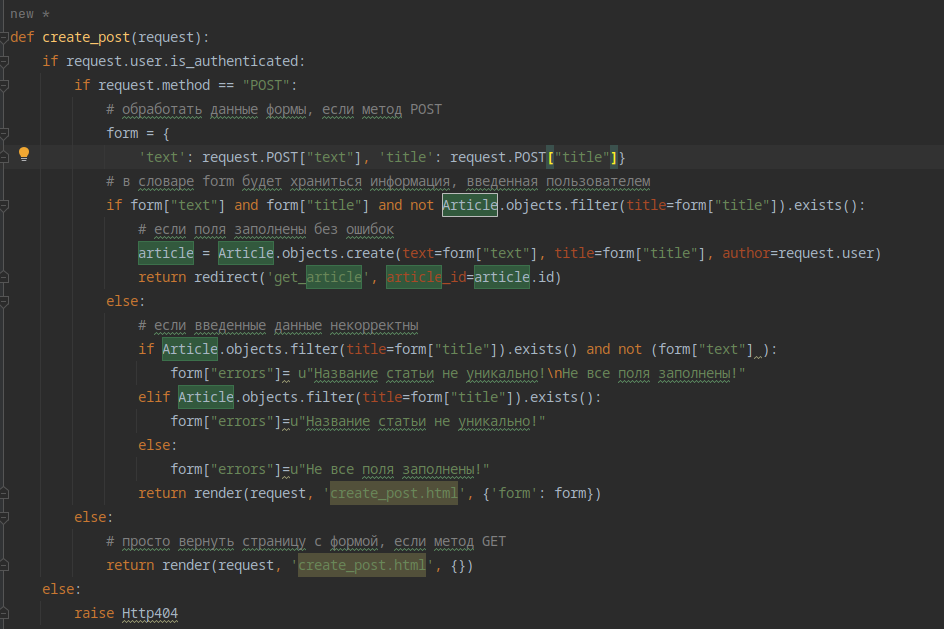 new *
def create_post(request):
    if request.user.is_authenticated:
        if request.method == "POST":
            # обработать данные формы, если метод POST
            form = {
                'text': request.POST["text"], 'title': request.POST["title"]}
            # в словаре form будет храниться информация, введенная пользователем
            if form["text"] and form["title"] and not Article.objects.filter(title=form["title"]).exists():
                # если поля заполнены без ошибок
                article = Article.objects.create(text=form["text"], title=form["title"], author=request.user)
                return redirect('get_article', article_id=article.id)
            else:
                # если введенные данные некорректны
                if Article.objects.filter(title=form["title"]).exists() and not (form["text"] ):
                    form["errors"]= u"Название статьи не уникально!\nНе все поля заполнены!"
                elif Article.objects.filter(title=form["title"]).exists():
                    form["errors"]=u"Название статьи не уникально!"
                else:
                    form["errors"]=u"Не все поля заполнены!"
                return render(request, 'create_post.html', {'form': form})
        else:
            # просто вернуть страницу с формой, если метод GET
            return render(request, 'create_post.html', {})
    else:
        raise Http404